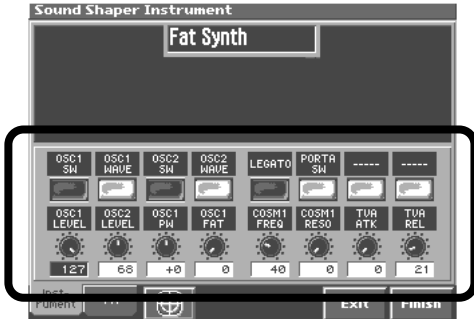 Sound Shaper Instrument
Fat Synth
OSC1 SW OSC1 WAVE OSC2 SW OSC2 WAVE LEGATO PORTA SW ----- -----
OSC1 LEVEL OSC2 LEVEL OSC1 PW OSC1 FAT COSM1 FREQ COSM1 RESO TVA ATK TVA REL
127 68 +0 0 40 0 0 21
Inst-
rument Exit Finish